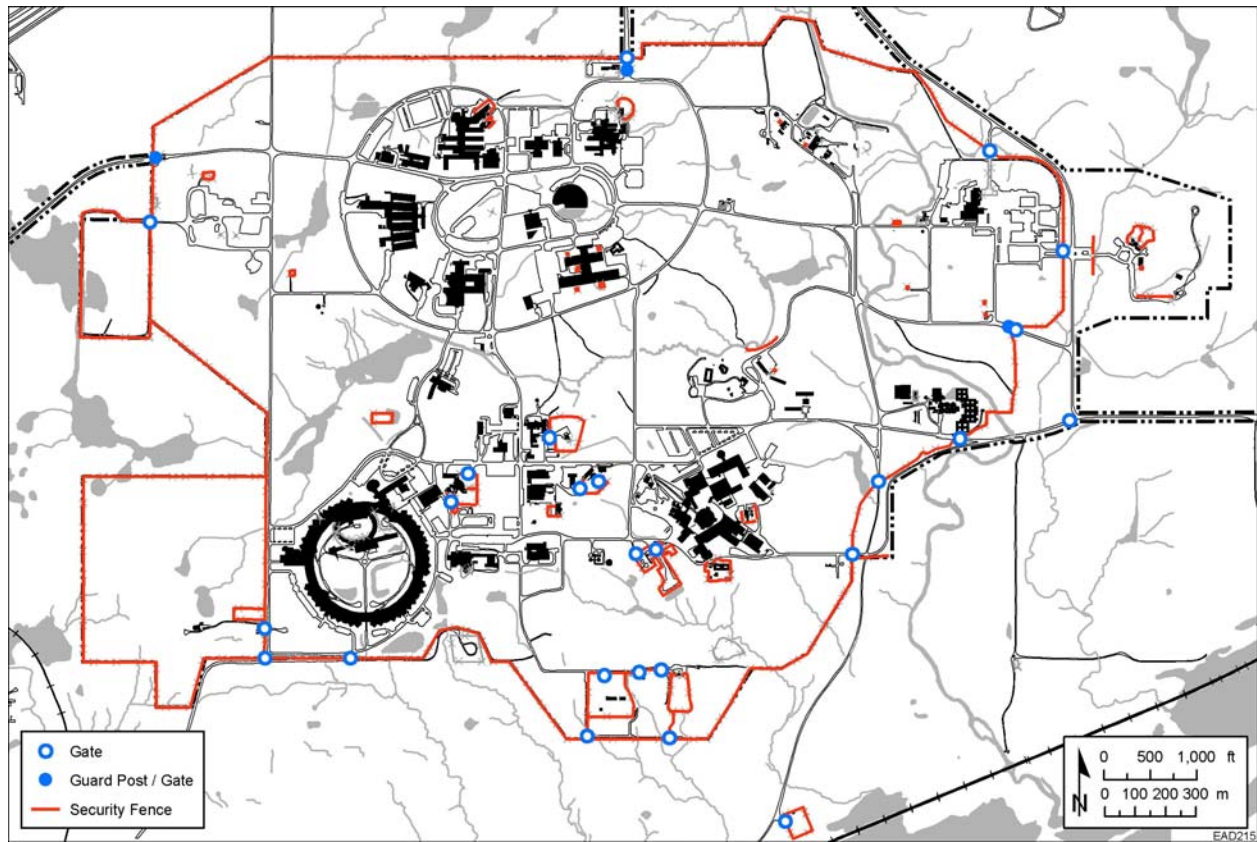 Gate
Guard Post / Gate
Security Fence
0 500 1,000 ft
0 100 200 300 m
N
EAD215